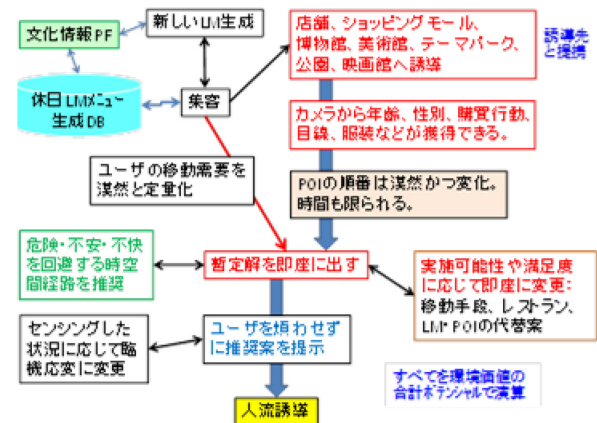 文化情報PF
新しいLM生成
店舗、ショッピングモール、
博物館、美術館、テーマパーク、
公園、映画館へ誘導
誘導先
と提携
休日LMメニュー
生成DB
集客
カメラから年齢、性別、購買行動、
目線、服装などが獲得できる。
ユーザの移動需要を
漠然と定量化
POIの順番は漠然かつ変化。
時間も限られる。
危険・不安・不快
を回避する時空
間経路を推奨
暫定解を即座に出す
実施可能性や満足度
に応じて即座に変更：
移動手段、レストラン、
LM・POIの代替案
センシングした
状況に応じて臨
機応変に変更
ユーザを煩わせず
に推奨案を提示
すべてを環境価値の
合計ポテンシャルで演算
人流誘導